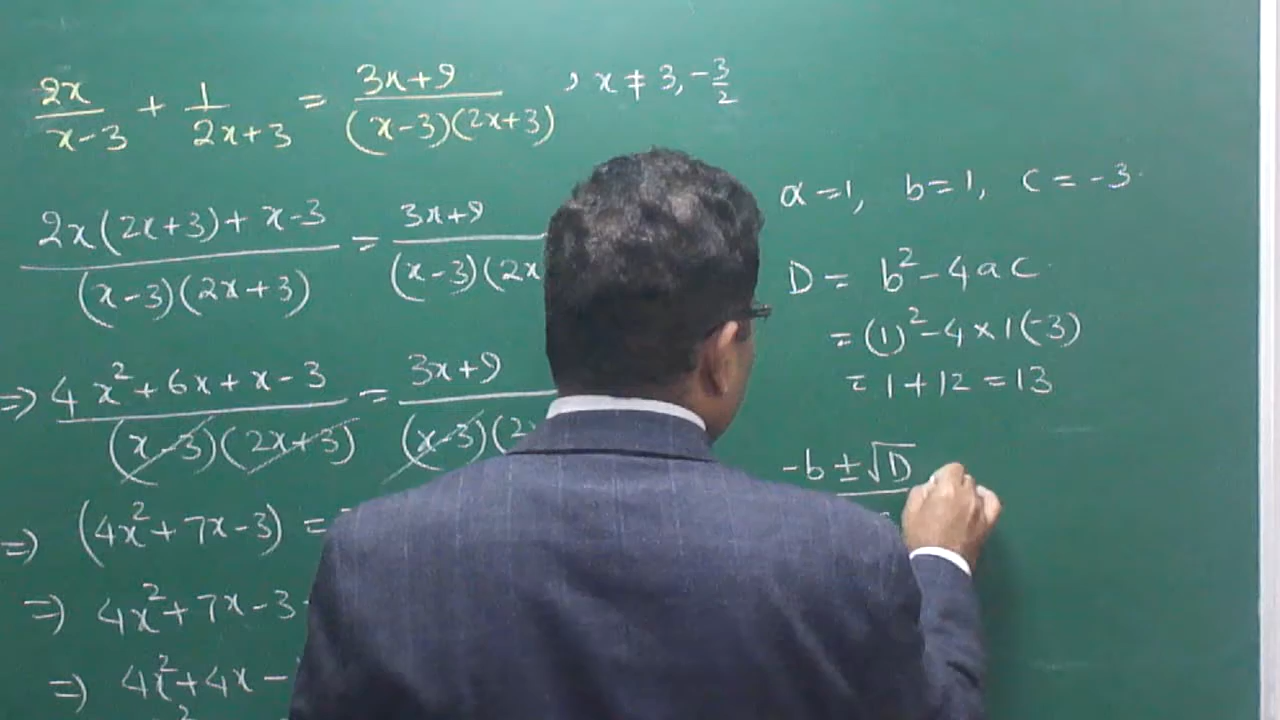 2x/(x-3) + 1/(2x+3) = (3x+9)/((x-3)(2x+3)) , x ≠ 3, -3/2
(2x(2x+3)+x-3)/((x-3)(2x+3)) = (3x+9)/((x-3)(2x
⇒ (4x²+6x+x-3)/((x-3)(2x+3)) = (3x+9)/((x-3)(2
⇒ (4x²+7x-3) =
⇒ 4x²+7x-3
⇒ 4x²+4x-
a=1, b=1, c=-3
D = b²-4ac
= (1)²-4×1(-3)
= 1+12=13
-b±√D